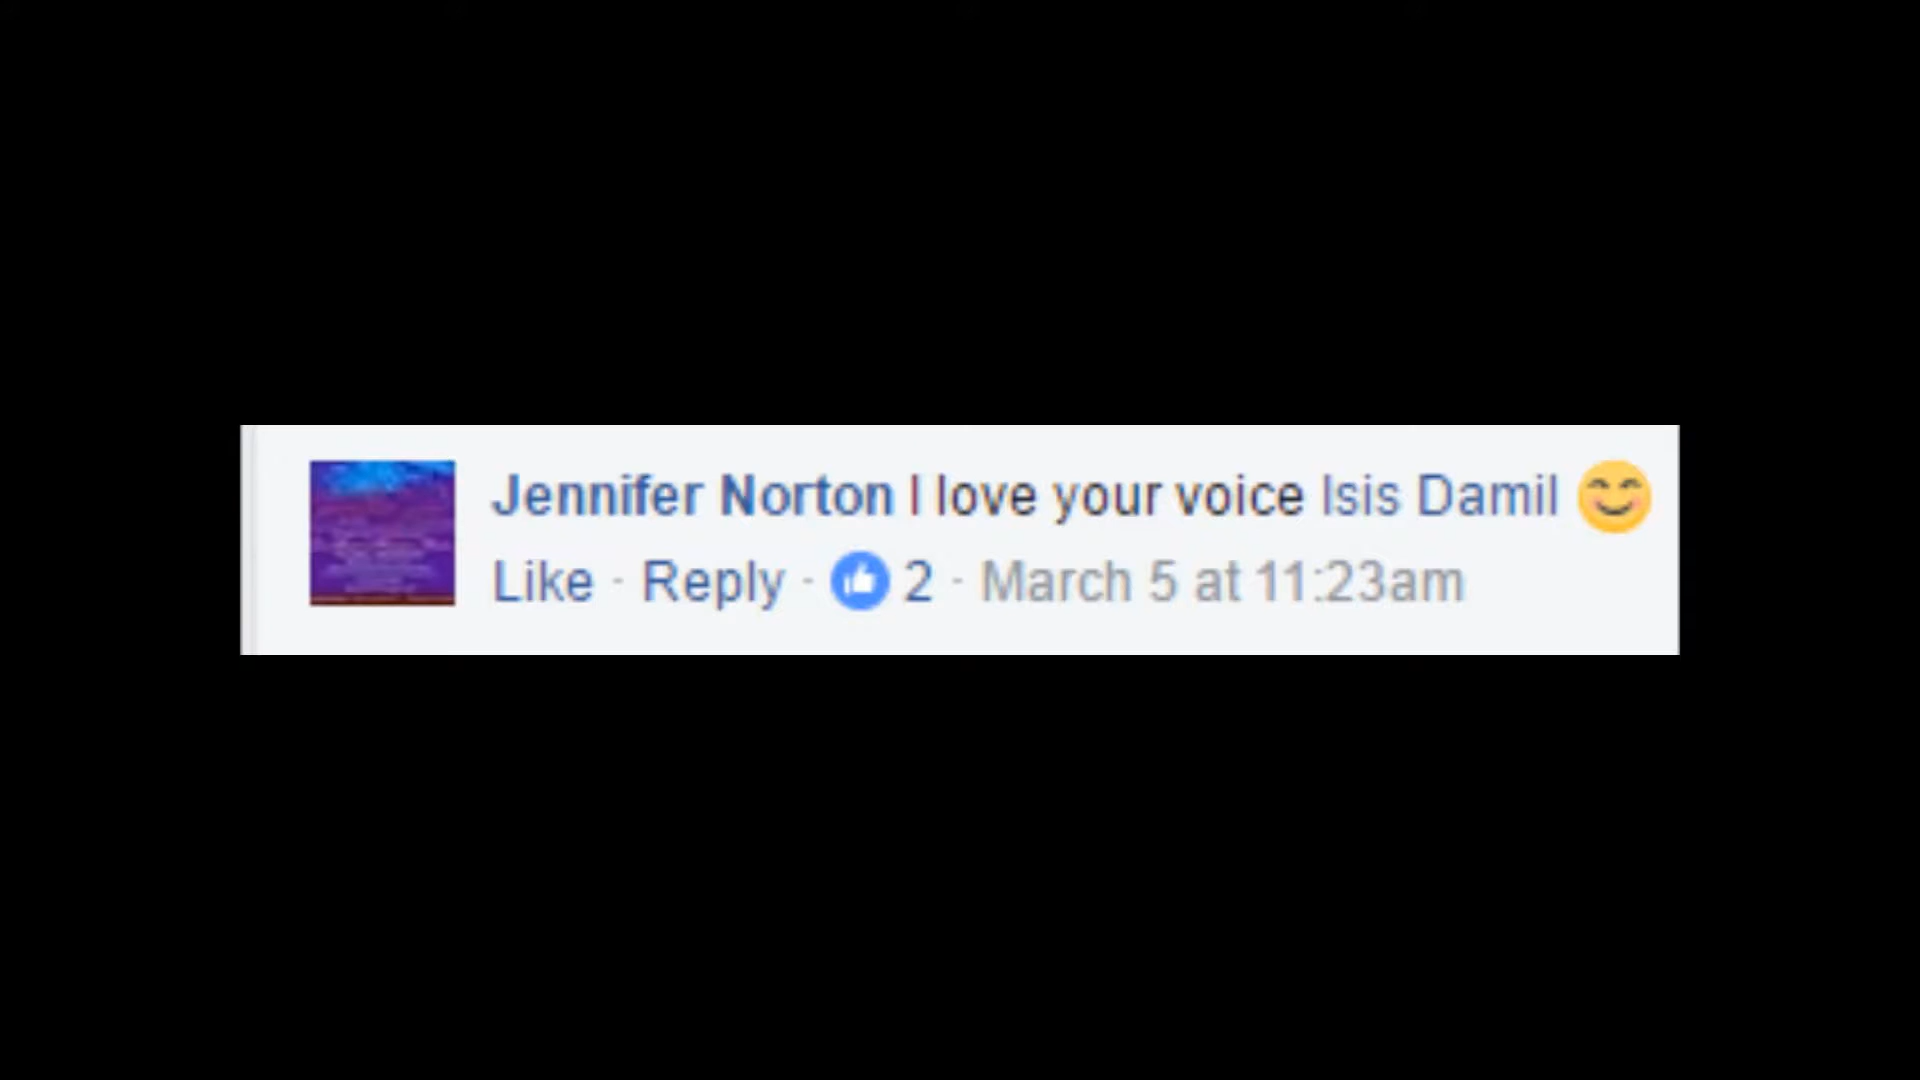 Jennifer Norton I love your voice Isis Damil 😊
Like · Reply · 2 · March 5 at 11:23am